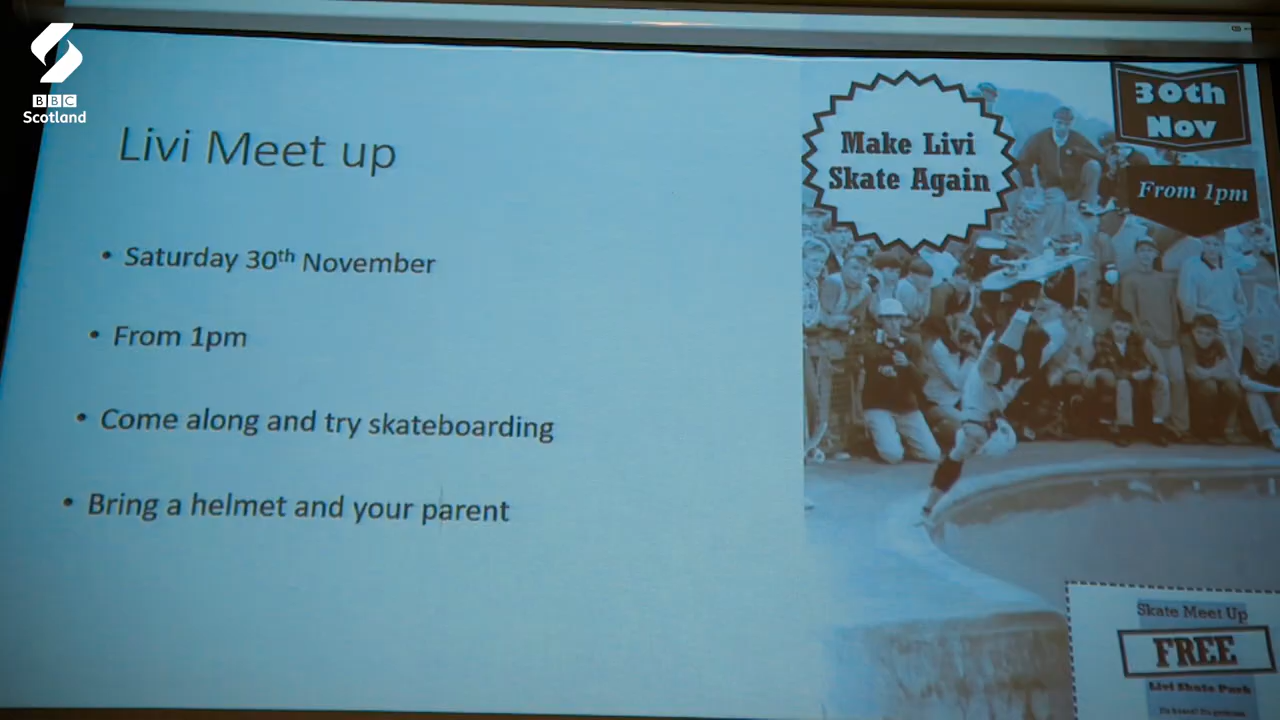 BBC
Scotland
Livi Meet up
• Saturday 30th November
• From 1pm
• Come along and try skateboarding
• Bring a helmet and your parent
Make Livi
Skate Again
30th
Nov
From 1pm
Skate Meet Up
FREE
Livi Skate Park